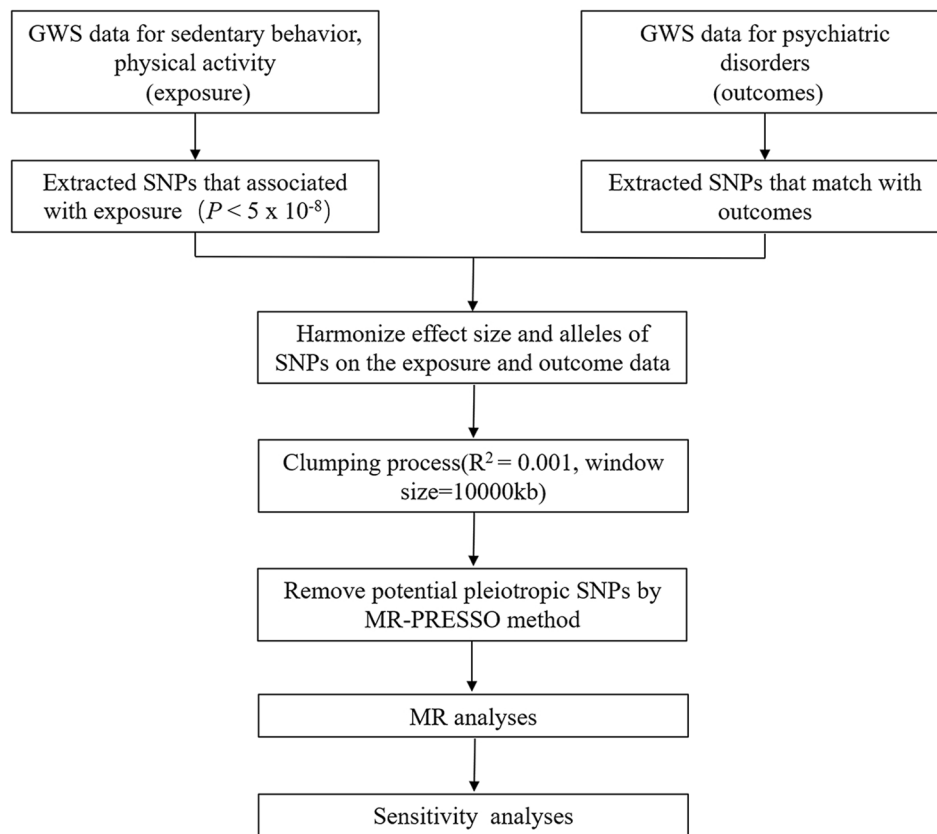 GWS data for sedentary behavior,
physical activity
(exposure)
GWS data for psychiatric
disorders
(outcomes)
Extracted SNPs that associated
with exposure (P < 5 x 10⁻⁸)
Extracted SNPs that match with
outcomes
Harmonize effect size and alleles of
SNPs on the exposure and outcome data
Clumping process(R² = 0.001, window
size=10000kb)
Remove potential pleiotropic SNPs by
MR-PRESSO method
MR analyses
Sensitivity analyses